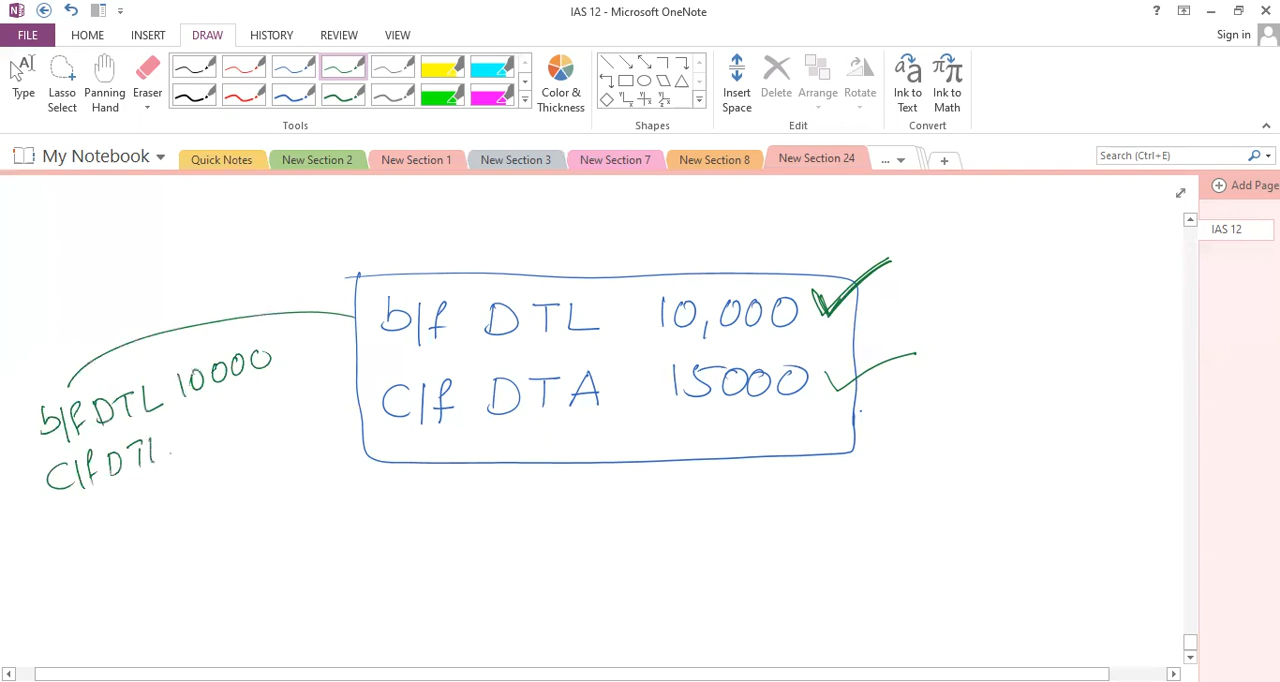 IAS 12 - Microsoft OneNote
?
FILE HOME INSERT DRAW HISTORY REVIEW VIEW Sign in
Type Lasso Select Panning Hand Eraser Color & Thickness Insert Space Delete Arrange Rotate Ink to Text Ink to Math
Tools Shapes Edit Convert
My Notebook Quick Notes New Section 2 New Section 1 New Section 3 New Section 7 New Section 8 New Section 24 ... + Search (Ctrl+E)
Add Page
IAS 12
b/f DTL 10,000
c/f DTA 15000
b/f DTL 10000
c/f DTL